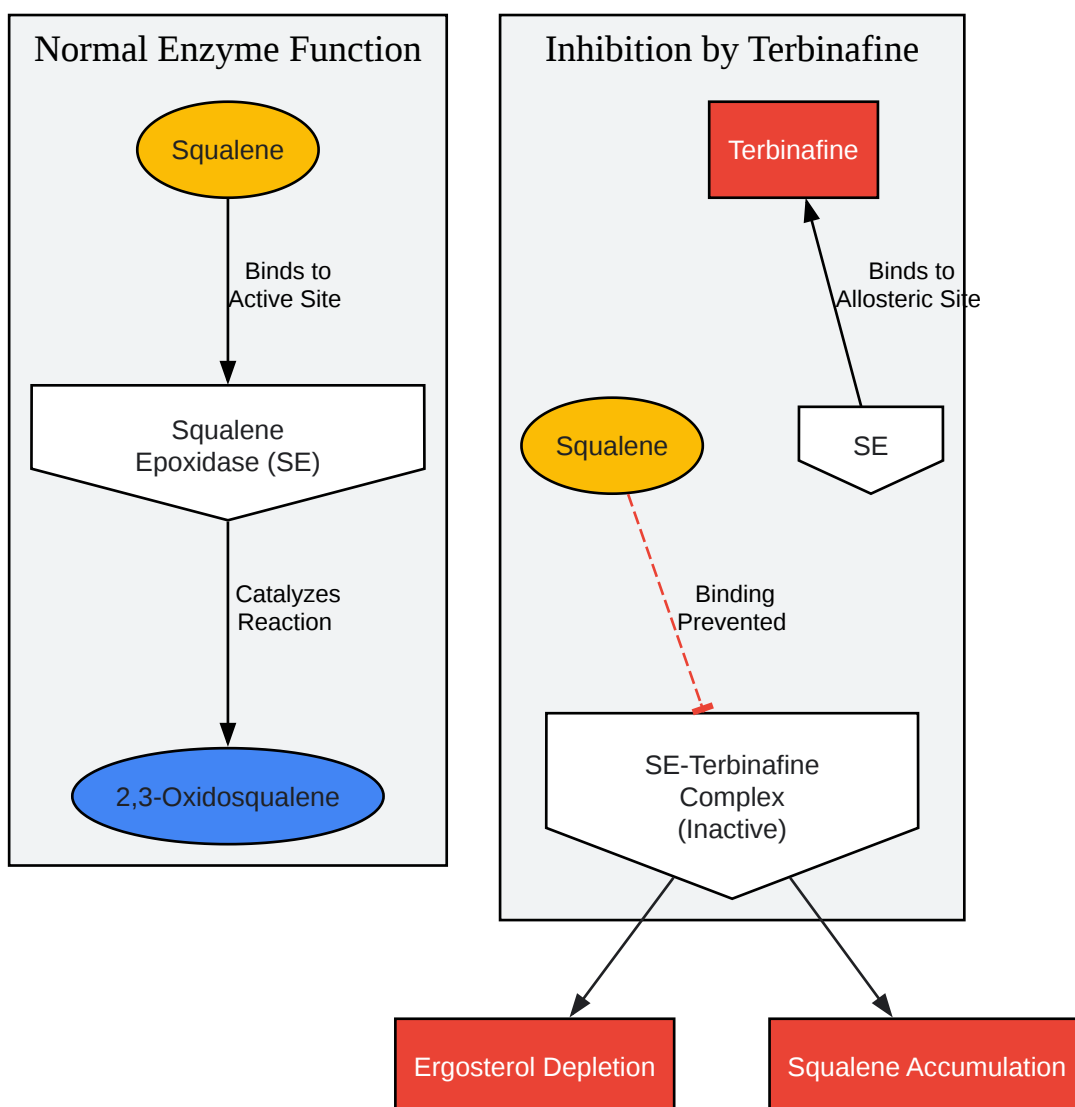 Normal Enzyme Function
Squalene
Binds to
Active Site
Squalene
Epoxidase (SE)
Catalyzes
Reaction
2,3-Oxidosqualene
Inhibition by Terbinafine
Terbinafine
Binds to
Allosteric Site
Squalene
SE
Binding
Prevented
SE-Terbinafine
Complex
(Inactive)
Ergosterol Depletion
Squalene Accumulation